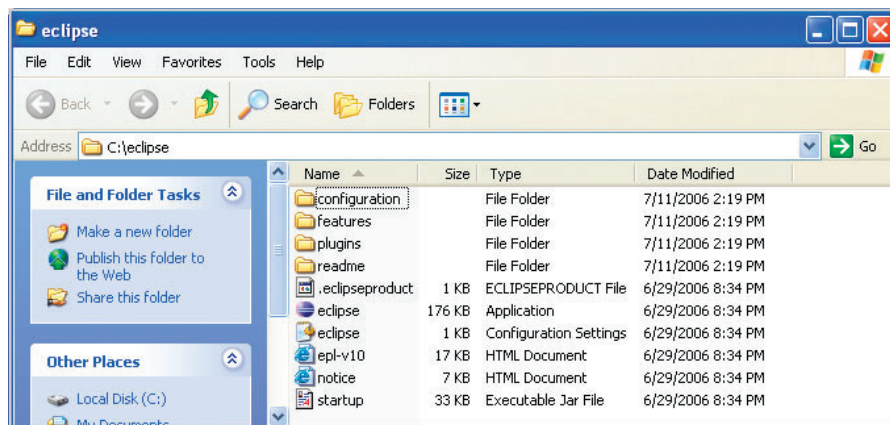 eclipse
File Edit View Favorites Tools Help
Back Search Folders
Address C:\eclipse Go
Name Size Type Date Modified
File and Folder Tasks
Make a new folder
Publish this folder to
the Web
Share this folder
Other Places
Local Disk (C:)
My Documents
configuration File Folder 7/11/2006 2:19 PM
features File Folder 7/11/2006 2:19 PM
plugins File Folder 7/11/2006 2:19 PM
readme File Folder 7/11/2006 2:19 PM
.eclipseproduct 1 KB ECLIPSEPRODUCT File 6/29/2006 8:34 PM
eclipse 176 KB Application 6/29/2006 8:34 PM
eclipse 1 KB Configuration Settings 6/29/2006 8:34 PM
epl-v10 17 KB HTML Document 6/29/2006 8:34 PM
notice 7 KB HTML Document 6/29/2006 8:34 PM
startup 33 KB Executable Jar File 6/29/2006 8:34 PM